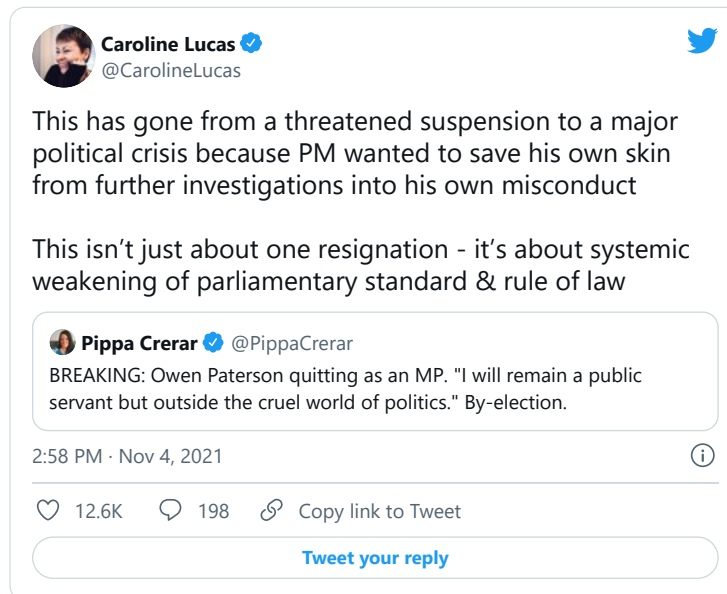 Caroline Lucas
@CarolineLucas
This has gone from a threatened suspension to a major
political crisis because PM wanted to save his own skin
from further investigations into his own misconduct
This isn’t just about one resignation - it’s about systemic
weakening of parliamentary standard & rule of law
Pippa Crerar @PippaCrerar
BREAKING: Owen Paterson quitting as an MP. "I will remain a public
servant but outside the cruel world of politics." By-election.
2:58 PM · Nov 4, 2021
12.6K 198 Copy link to Tweet
Tweet your reply